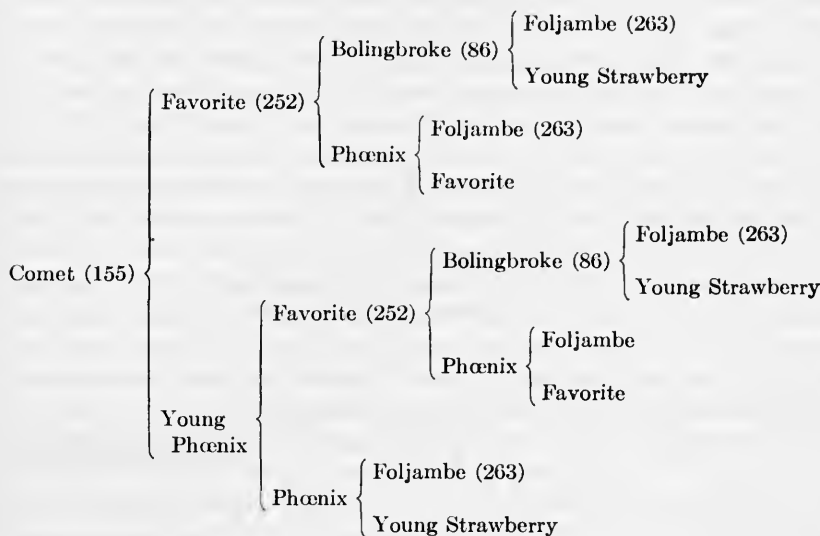 Foljambe (263)
Bolingbroke (86)
Young Strawberry
Favorite (252)
Foljambe (263)
Phœnix
Favorite
Comet (155)
Foljambe (263)
Bolingbroke (86)
Young Strawberry
Favorite (252)
Foljambe
Phœnix
Favorite
Young
Phœnix
Foljambe (263)
Phœnix
Young Strawberry